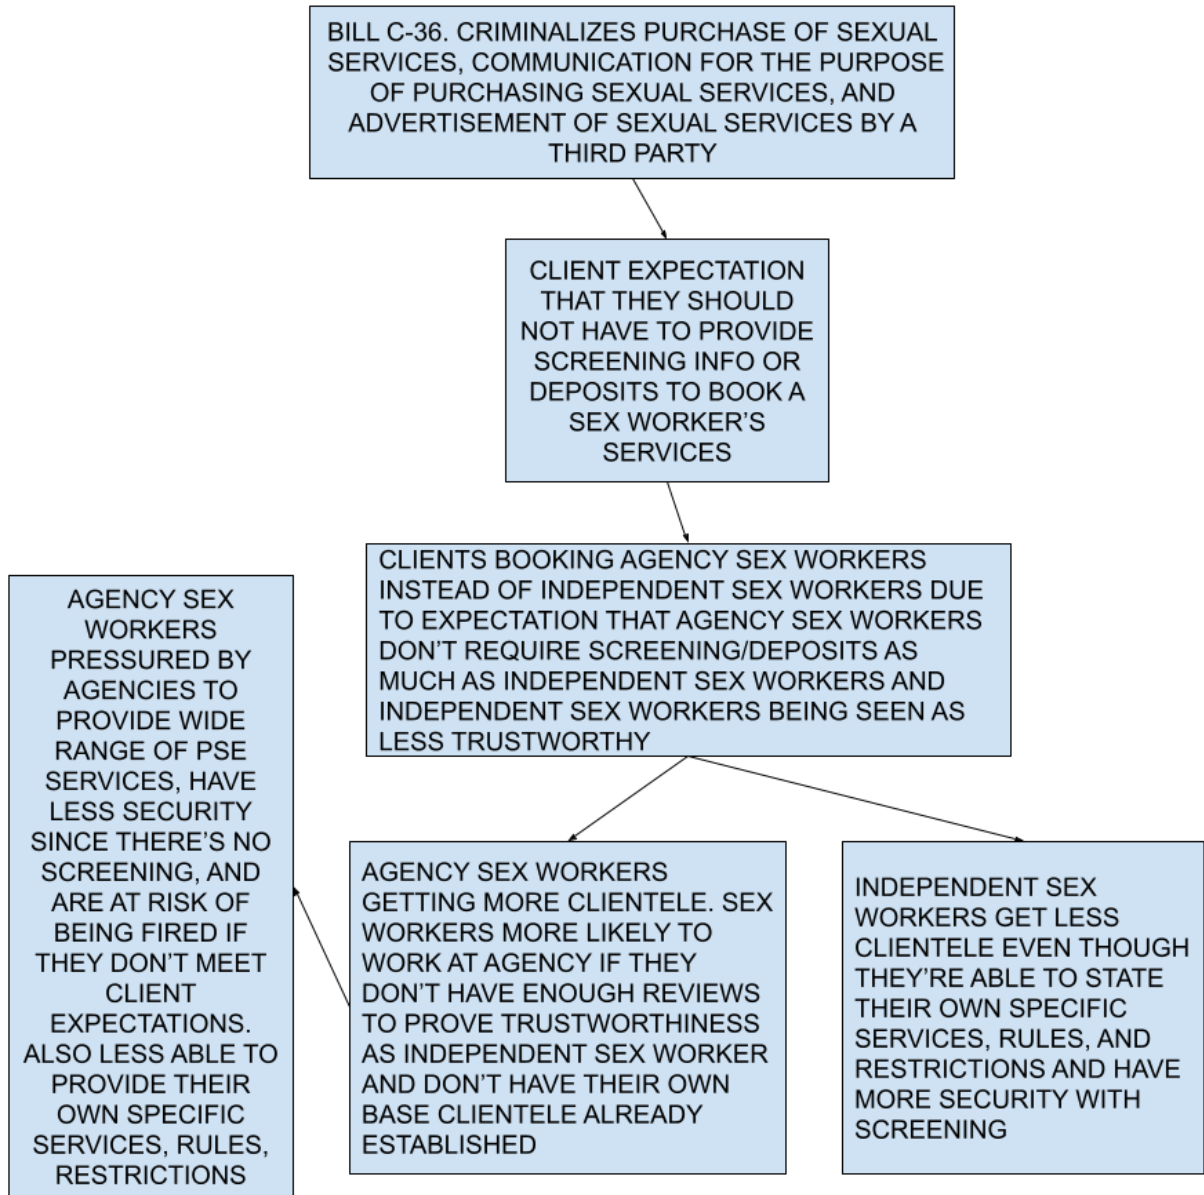 BILL C-36. CRIMINALIZES PURCHASE OF SEXUAL
SERVICES, COMMUNICATION FOR THE PURPOSE
OF PURCHASING SEXUAL SERVICES, AND
ADVERTISEMENT OF SEXUAL SERVICES BY A
THIRD PARTY
CLIENT EXPECTATION
THAT THEY SHOULD
NOT HAVE TO PROVIDE
SCREENING INFO OR
DEPOSITS TO BOOK A
SEX WORKER’S
SERVICES
CLIENTS BOOKING AGENCY SEX WORKERS
INSTEAD OF INDEPENDENT SEX WORKERS DUE
TO EXPECTATION THAT AGENCY SEX WORKERS
DON’T REQUIRE SCREENING/DEPOSITS AS
MUCH AS INDEPENDENT SEX WORKERS AND
INDEPENDENT SEX WORKERS BEING SEEN AS
LESS TRUSTWORTHY
AGENCY SEX
WORKERS
PRESSURED BY
AGENCIES TO
PROVIDE WIDE
RANGE OF PSE
SERVICES, HAVE
LESS SECURITY
SINCE THERE’S NO
SCREENING, AND
ARE AT RISK OF
BEING FIRED IF
THEY DON’T MEET
CLIENT
EXPECTATIONS.
ALSO LESS ABLE TO
PROVIDE THEIR
OWN SPECIFIC
SERVICES, RULES,
RESTRICTIONS
AGENCY SEX WORKERS
GETTING MORE CLIENTELE. SEX
WORKERS MORE LIKELY TO
WORK AT AGENCY IF THEY
DON’T HAVE ENOUGH REVIEWS
TO PROVE TRUSTWORTHINESS
AS INDEPENDENT SEX WORKER
AND DON’T HAVE THEIR OWN
BASE CLIENTELE ALREADY
ESTABLISHED
INDEPENDENT SEX
WORKERS GET LESS
CLIENTELE EVEN THOUGH
THEY’RE ABLE TO STATE
THEIR OWN SPECIFIC
SERVICES, RULES, AND
RESTRICTIONS AND HAVE
MORE SECURITY WITH
SCREENING